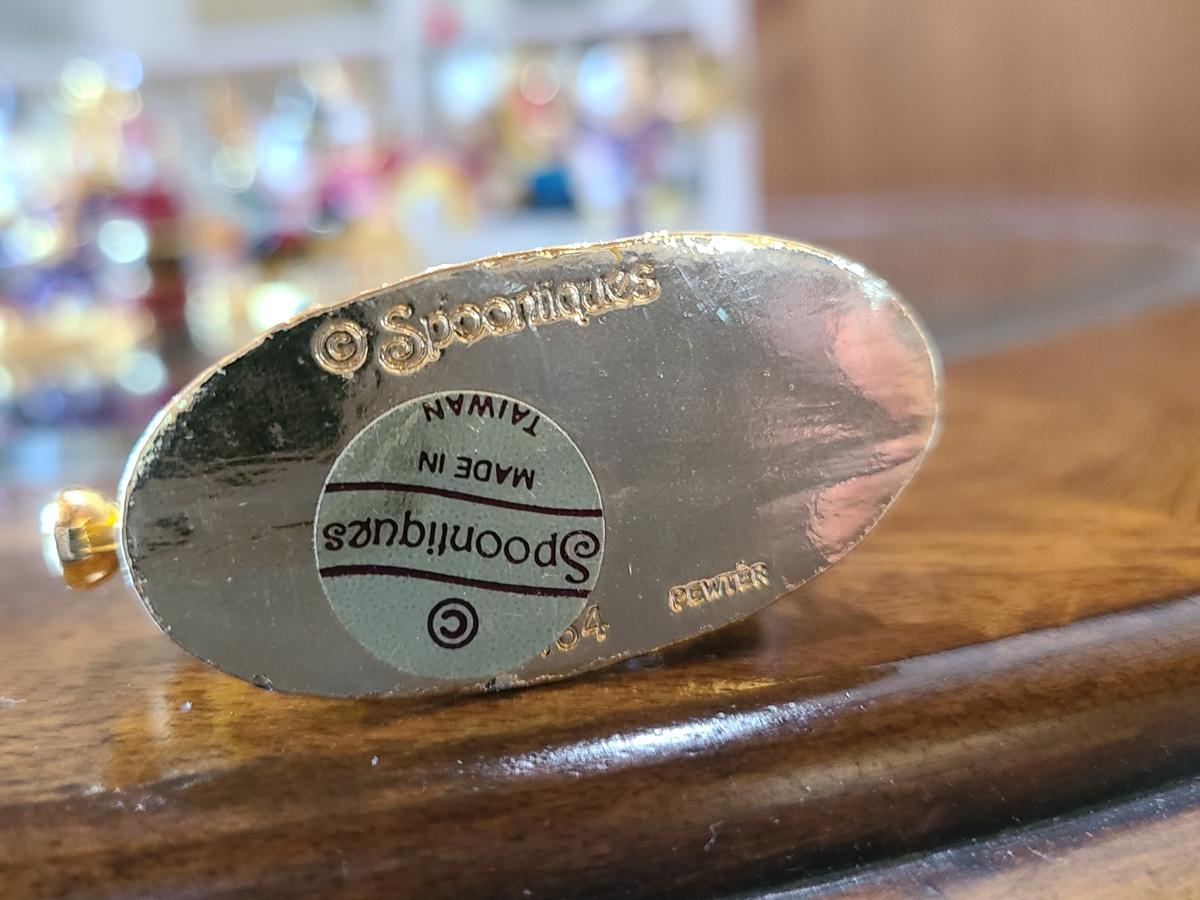 © Spoontiques
©
Spoontiques
MADE IN
TAIWAN
PEWTER